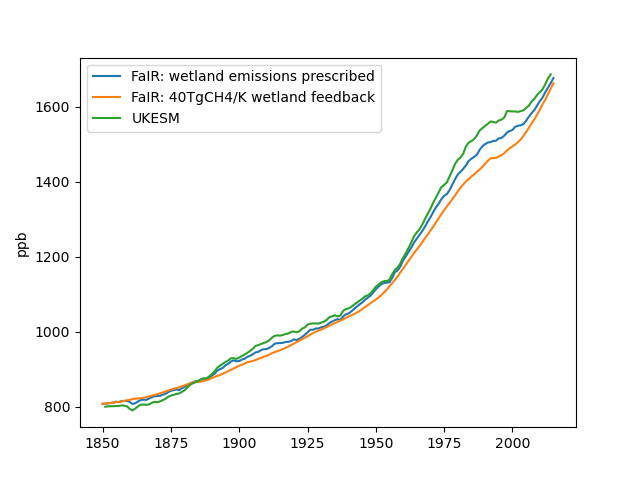 FaIR: wetland emissions prescribed
FaIR: 40TgCH4/K wetland feedback
UKESM
ppb
1600
1400
1200
1000
800
1850 1875 1900 1925 1950 1975 2000